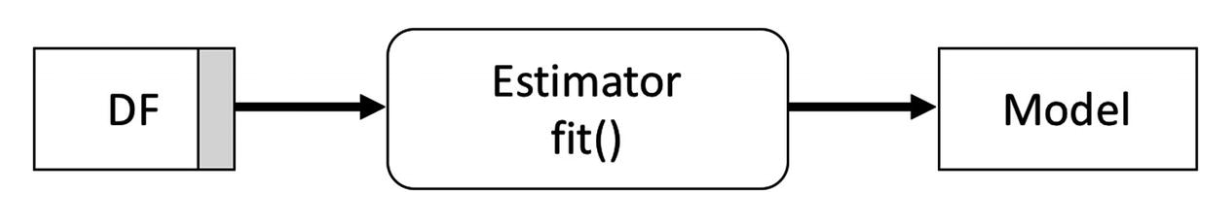 DF
Estimator
fit()
Model